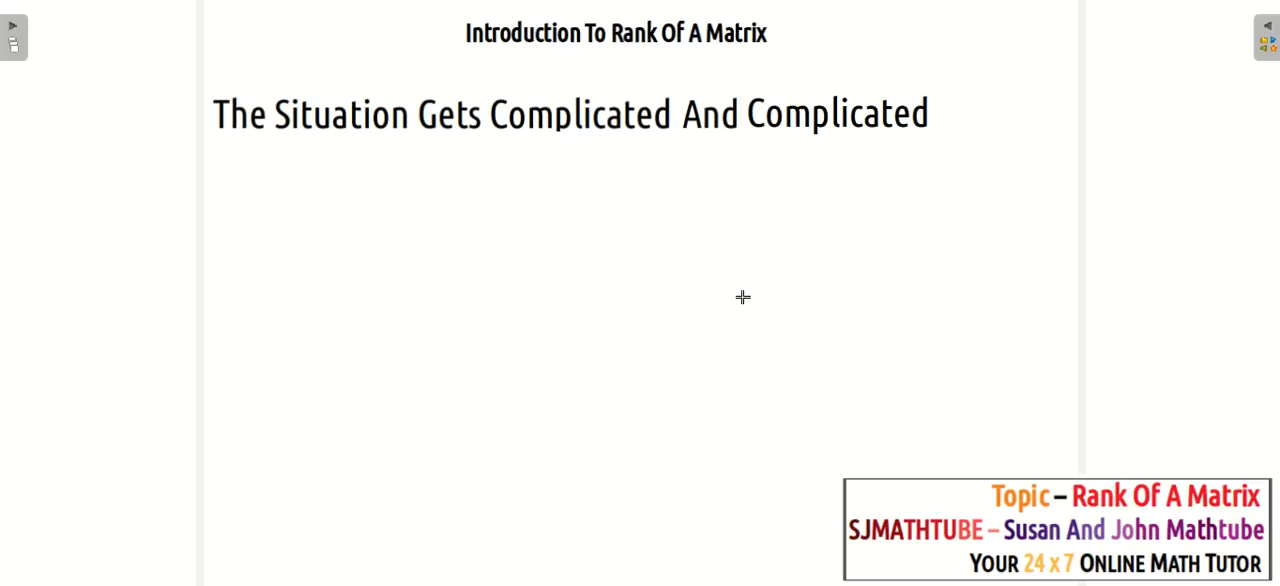 Introduction To Rank Of A Matrix
The Situation Gets Complicated And Complicated
Topic – Rank Of A Matrix
SJMATHTUBE – Susan And John Mathtube
YOUR 24 x 7 ONLINE MATH TUTOR